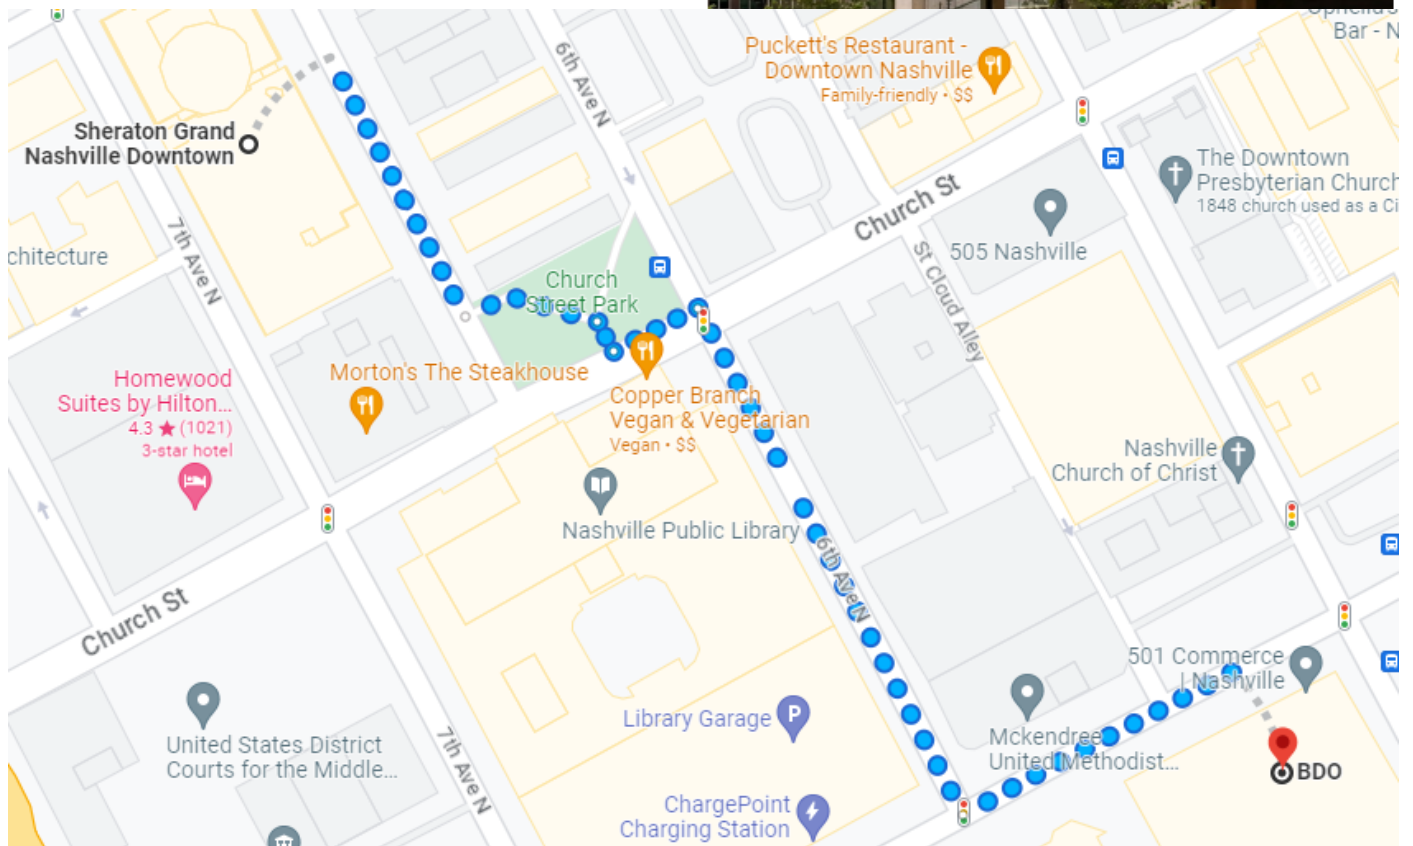 Bar - N
6th Ave N
Puckett's Restaurant -
Downtown Nashville
Family-friendly • $$
Sheraton Grand
Nashville Downtown
The Downtown
Presbyterian Church
1848 church used as a Ci
Church St
7th Ave N
chitecture
505 Nashville
St Cloud Alley
Church
Street Park
Homewood
Suites by Hilton...
4.3 ★ (1021)
3-star hotel
Morton's The Steakhouse
Copper Branch
Vegan & Vegetarian
Vegan • $$
Nashville
Church of Christ
Nashville Public Library
6th Ave N
Church St
501 Commerce
| Nashville
Library Garage
P
Mckendree
United Methodist...
United States District
Courts for the Middle...
7th Ave N
BDO
ChargePoint
Charging Station